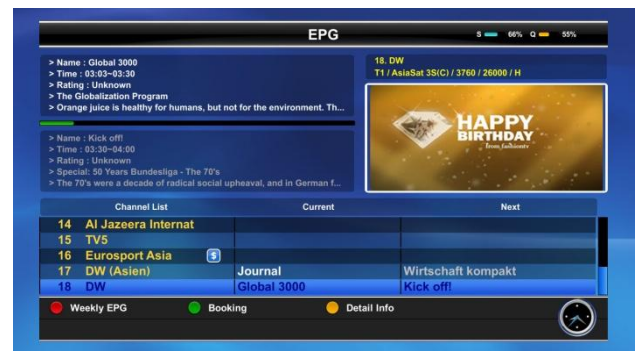 EPG
S 66% Q 55%
> Name : Global 3000
> Time : 03:03~03:30
> Rating : Unknown
> The Globalization Program
> Orange juice is healthy for humans, but not for the environment. Th...
> Name : Kick off!
> Time : 03:30~04:00
> Rating : Unknown
> Special: 50 Years Bundesliga - The 70's
> The 70's were a decade of radical social upheaval, and in German f...
18. DW
T1 / AsiaSat 3S(C) / 3760 / 26000 / H
HAPPY
BIRTHDAY
from fashiontv
Channel List Current Next
14 Al Jazeera Internat
15 TV5
16 Eurosport Asia $
17 DW (Asien) Journal Wirtschaft kompakt
18 DW Global 3000 Kick off!
Weekly EPG Booking Detail Info